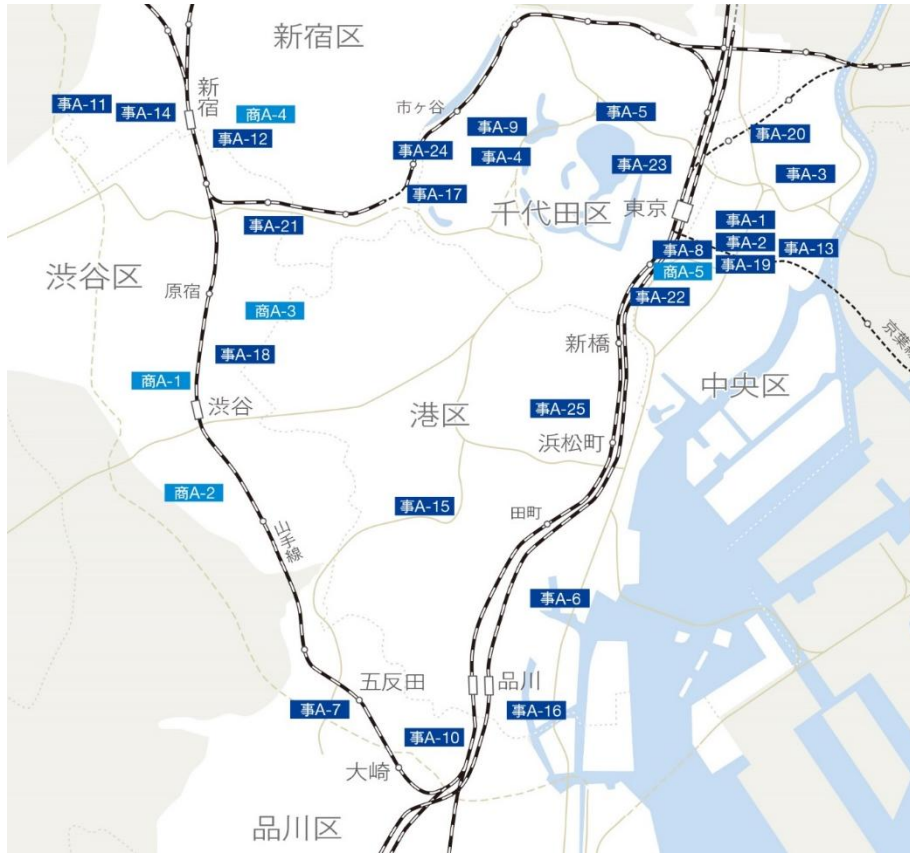 新宿区
新宿
市ヶ谷
事A-11
事A-14
商A-4
事A-12
事A-9
事A-5
事A-24
事A-4
事A-20
事A-23
事A-3
事A-17
千代田区
東京
事A-21
事A-1
事A-2
事A-13
事A-8
事A-19
商A-5
渋谷区
原宿
商A-3
事A-22
京葉線
事A-18
新橋
商A-1
中央区
渋谷
港区
事A-25
浜松町
商A-2
事A-15
田町
山手線
事A-6
五反田
品川
事A-7
事A-16
事A-10
大崎
品川区